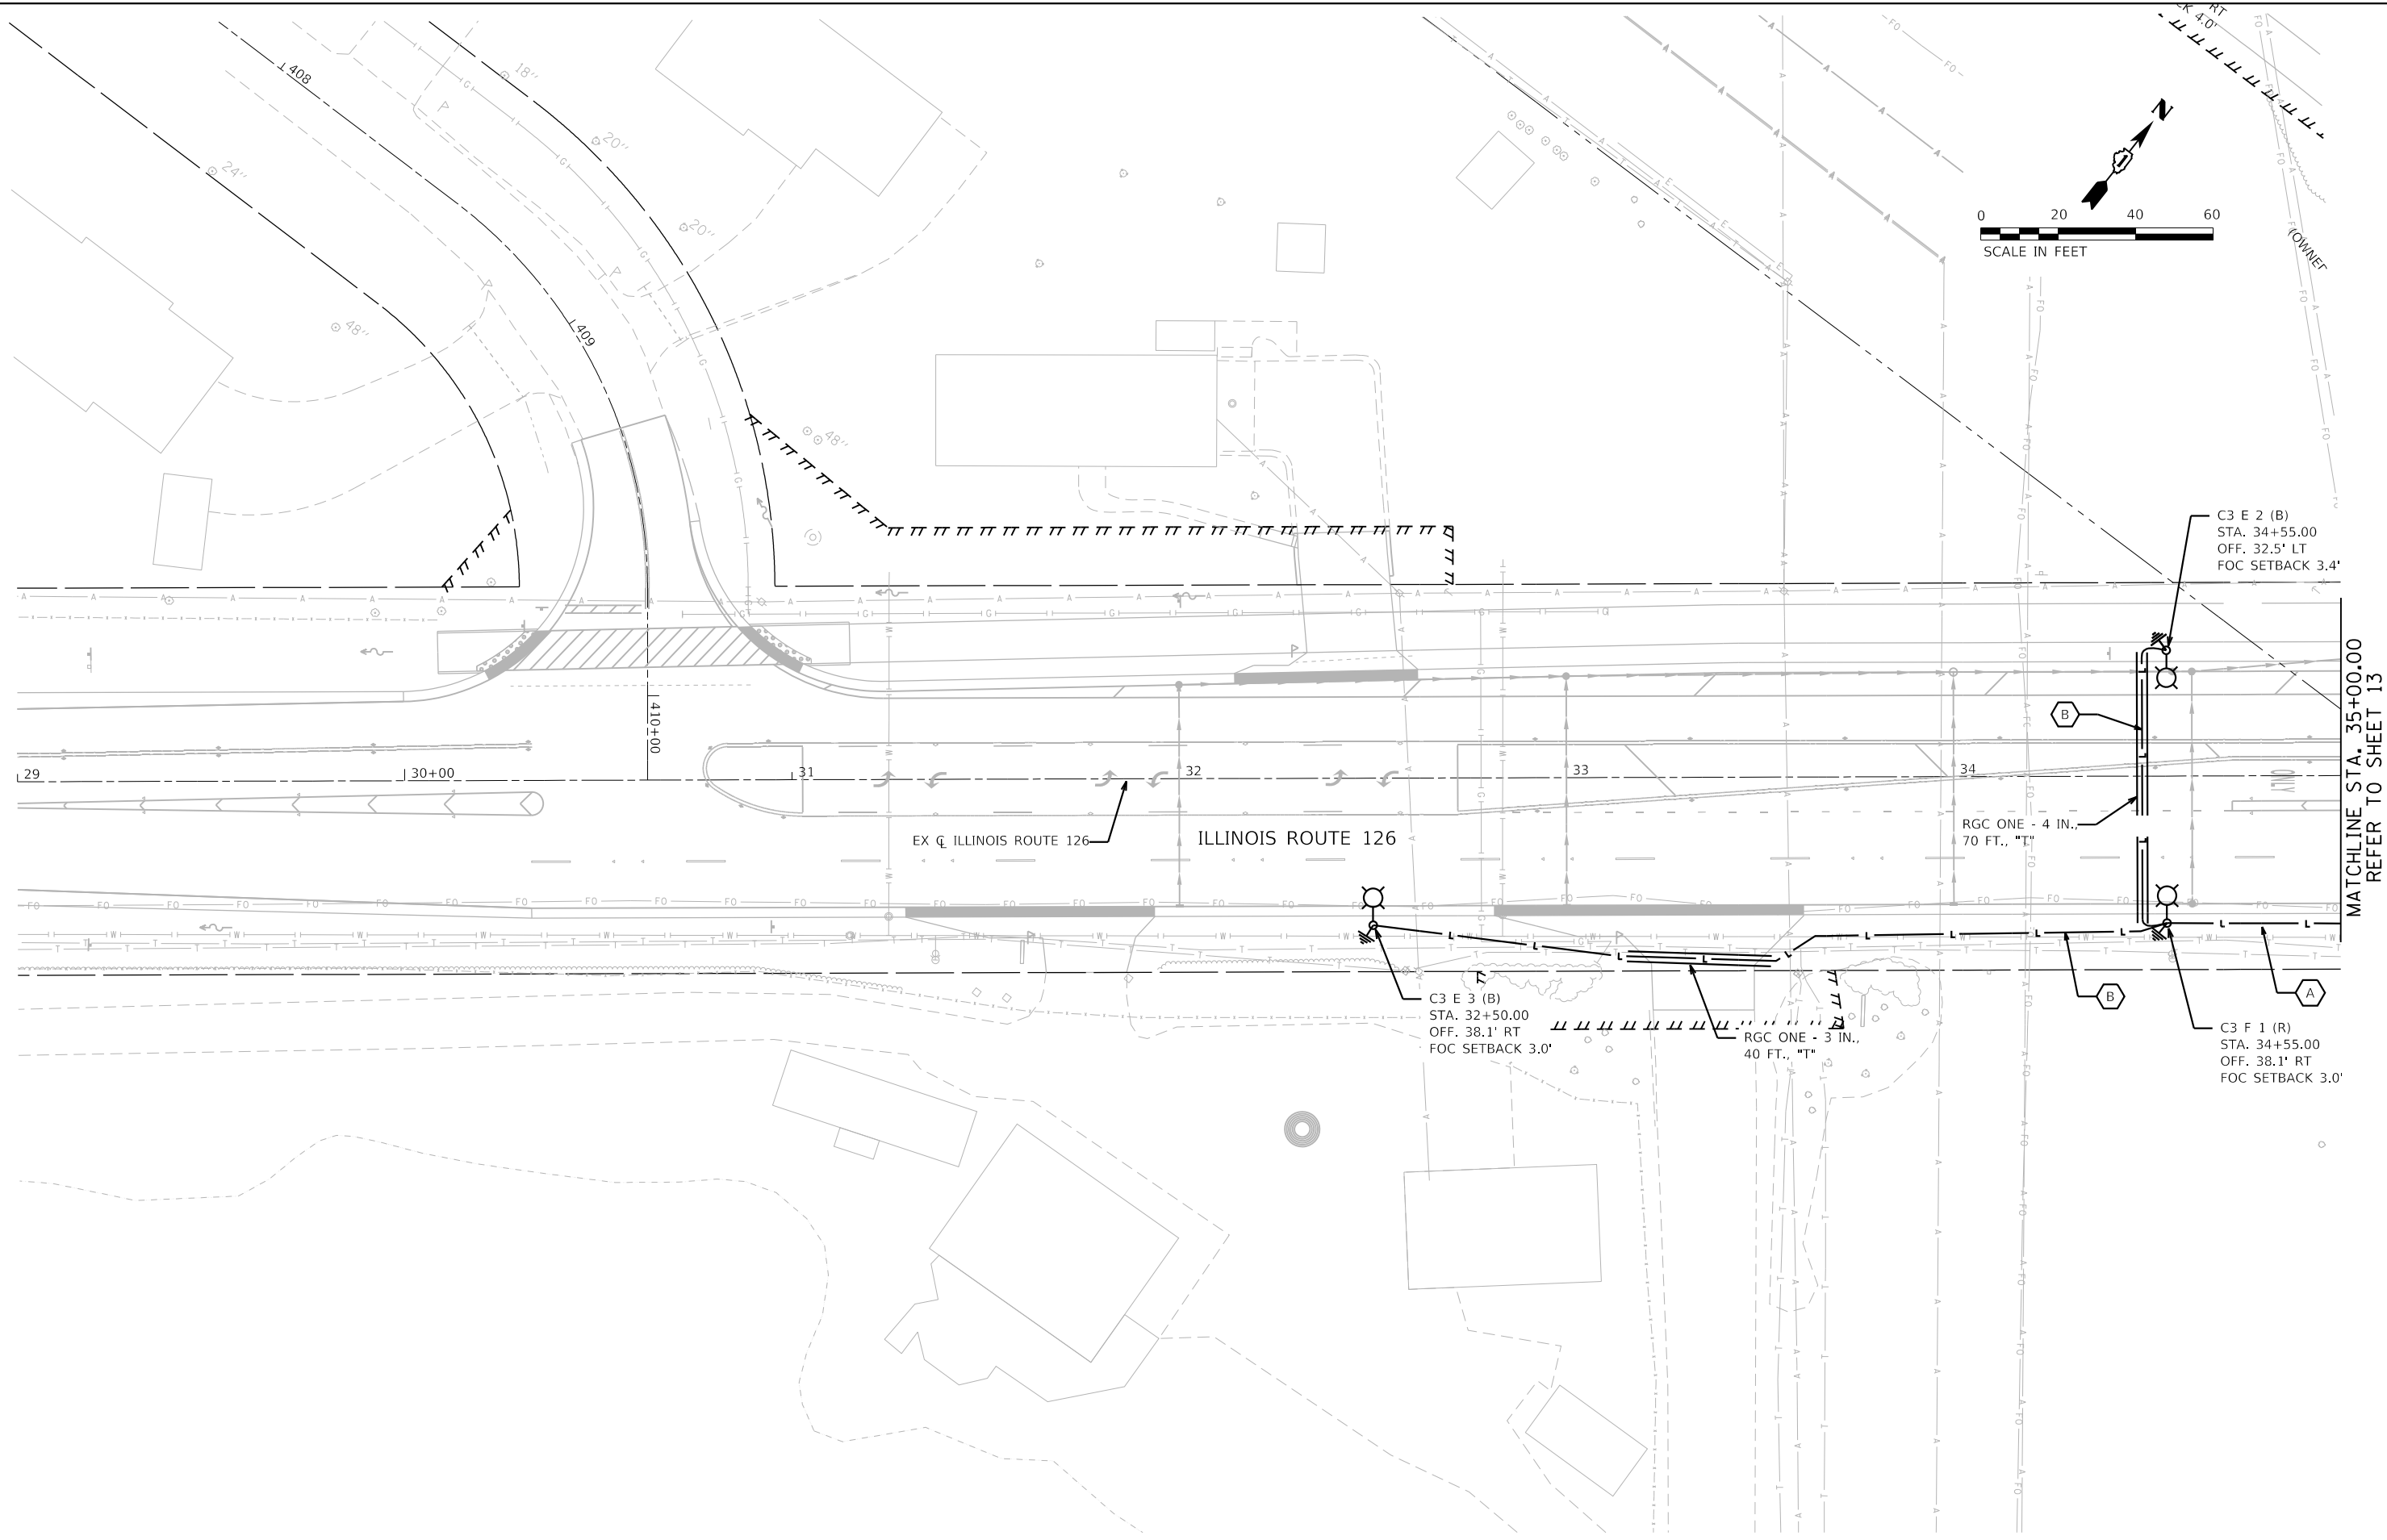 RT
CK 4.0'
408
18''
20''
24''
20''
N
0 20 40 60
SCALE IN FEET
(OWNER
409
48''
48''
C3 E 2 (B)
STA. 34+55.00
OFF. 32.5' LT
FOC SETBACK 3.4'
410+00
B
29 30+00 31 32 33 34
ONLY
EX ℄ ILLINOIS ROUTE 126
ILLINOIS ROUTE 126
RGC ONE - 4 IN.,
70 FT., "T"
MATCHLINE STA. 35+00.00
REFER TO SHEET 13
C3 E 3 (B)
STA. 32+50.00
OFF. 38.1' RT
FOC SETBACK 3.0'
RGC ONE - 3 IN.,
40 FT., "T"
B
A
C3 F 1 (R)
STA. 34+55.00
OFF. 38.1' RT
FOC SETBACK 3.0'